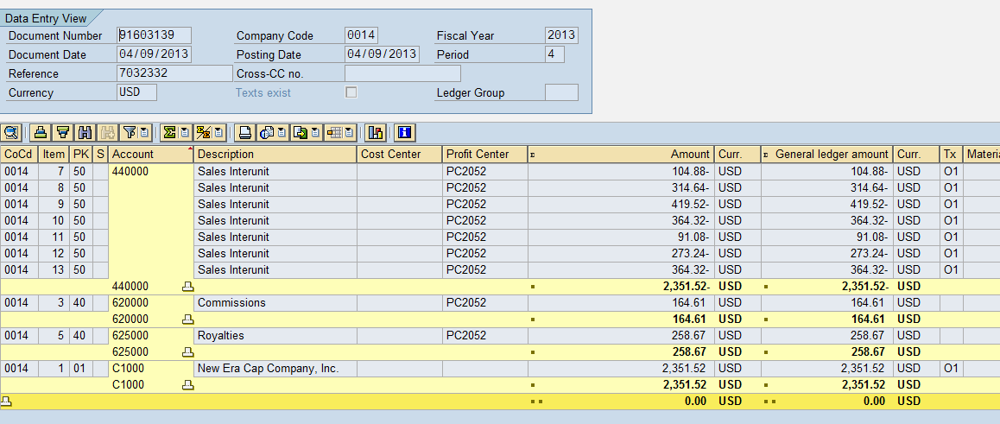 Data Entry View
Document Number 91603139 Company Code 0014 Fiscal Year 2013
Document Date 04/09/2013 Posting Date 04/09/2013 Period 4
Reference 7032332 Cross-CC no.
Currency USD Texts exist Ledger Group
CoCd Item PK S Account Description Cost Center Profit Center Σ Amount Curr. Σ General ledger amount Curr. Tx Materia
0014 7 50 440000 Sales Interunit PC2052 104.88- USD 104.88- USD O1
0014 8 50 Sales Interunit PC2052 314.64- USD 314.64- USD O1
0014 9 50 Sales Interunit PC2052 419.52- USD 419.52- USD O1
0014 10 50 Sales Interunit PC2052 364.32- USD 364.32- USD O1
0014 11 50 Sales Interunit PC2052 91.08- USD 91.08- USD O1
0014 12 50 Sales Interunit PC2052 273.24- USD 273.24- USD O1
0014 13 50 Sales Interunit PC2052 364.32- USD 364.32- USD O1
440000 2,351.52- USD 2,351.52- USD
0014 3 40 620000 Commissions PC2052 164.61 USD 164.61 USD
620000 164.61 USD 164.61 USD
0014 5 40 625000 Royalties PC2052 258.67 USD 258.67 USD
625000 258.67 USD 258.67 USD
0014 1 01 C1000 New Era Cap Company, Inc. 2,351.52 USD 2,351.52 USD O1
C1000 2,351.52 USD 2,351.52 USD
0.00 USD 0.00 USD